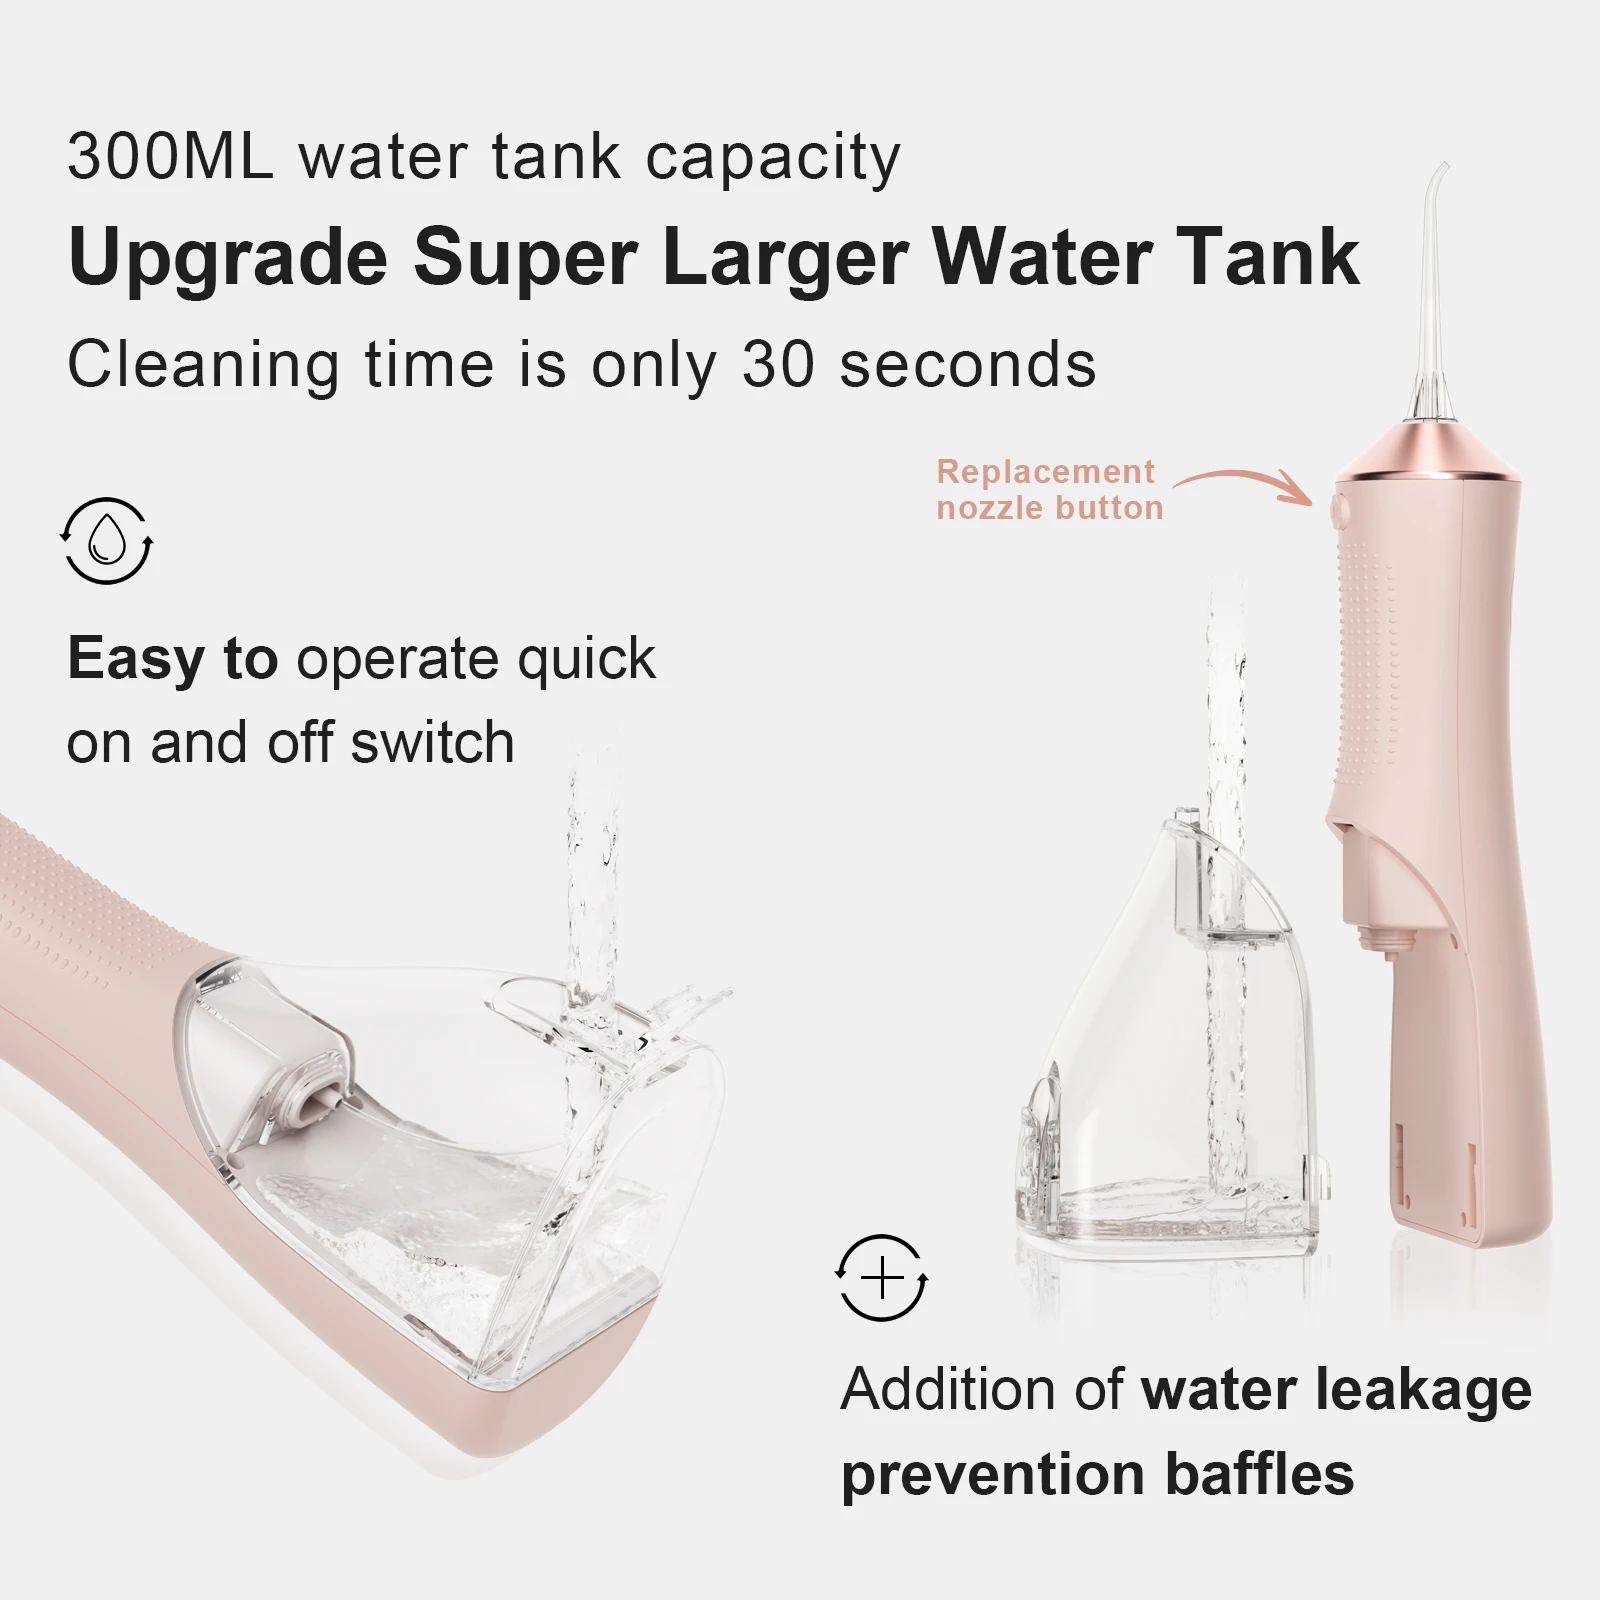 300ML water tank capacity
Upgrade Super Larger Water Tank
Cleaning time is only 30 seconds
Replacement
nozzle button
Easy to operate quick
on and off switch
Addition of water leakage
prevention baffles